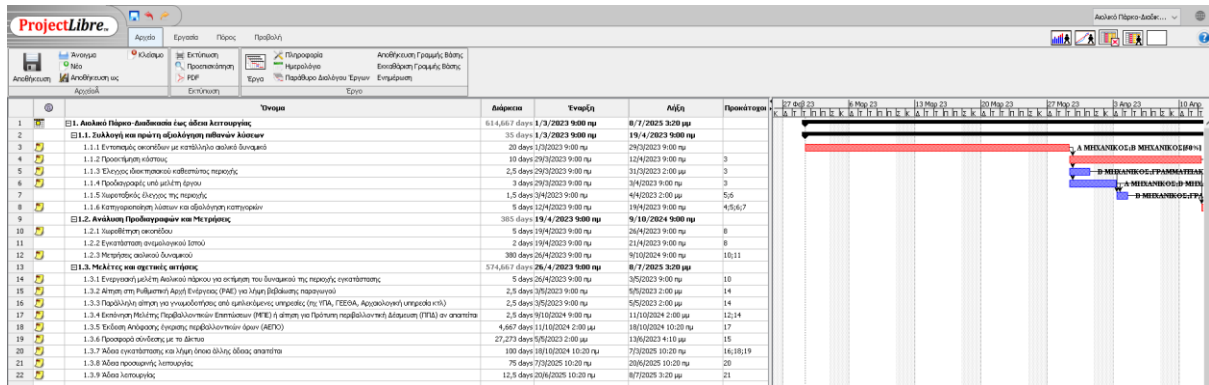 ProjectLibre™
Αιολικό Πάρκο-Διαδικ...
Αρχείο Εργασία Πόρος Προβολή
Αποθήκευση
Άνοιγμα
Νέο
Αποθήκευση ως
Κλείσιμο
Εκτύπωση
Προεπισκόπηση
PDF
Εκτύπωση
Έργα
Πληροφορία
Ημερολόγιο
Παράθυρο Διαλόγου Έργων
Αποθήκευση Γραμμής Βάσης
Εκκαθάριση Γραμμής Βάσης
Ενημέρωση
Έργο
Όνομα Διάρκεια Έναρξη Λήξη Προκάτοχοι
27 Φεβ 23 6 Μαρ 23 13 Μαρ 23 20 Μαρ 23 27 Μαρ 23 3 Απρ 23 10 Απρ
1 1. Αιολικό Πάρκο-Διαδικασία έως άδεια λειτουργίας 614,667 days 1/3/2023 9:00 πμ 8/7/2025 3:20 μμ
2 1.1. Συλλογή και πρώτη αξιολόγηση πιθανών λύσεων 35 days 1/3/2023 9:00 πμ 19/4/2023 9:00 πμ
3 1.1.1 Εντοπισμός οικοπέδων με κατάλληλο αιολικό δυναμικό 20 days 1/3/2023 9:00 πμ 29/3/2023 9:00 πμ
4 1.1.2 Προεκτίμηση κόστους 10 days 29/3/2023 9:00 πμ 12/4/2023 9:00 πμ 3
5 1.1.3 Έλεγχος ιδιοκτησιακού καθεστώτος περιοχής 2,5 days 29/3/2023 9:00 πμ 31/3/2023 2:00 μμ 3
6 1.1.4 Προδιαγραφές υπό μελέτη έργου 3 days 29/3/2023 9:00 πμ 3/4/2023 9:00 πμ 3
7 1.1.5 Χωροταξικός έλεγχος της περιοχής 1,5 days 3/4/2023 9:00 πμ 4/4/2023 2:00 μμ 5;6
8 1.1.6 Κατηγοριοποίηση λύσεων και αξιολόγηση κατηγοριών 5 days 12/4/2023 9:00 πμ 19/4/2023 9:00 πμ 4;5;6;7
9 1.2. Ανάλυση Προδιαγραφών και Μετρήσεις 385 days 19/4/2023 9:00 πμ 9/10/2024 9:00 πμ
10 1.2.1 Χωροθέτηση οικοπέδου 5 days 19/4/2023 9:00 πμ 26/4/2023 9:00 πμ 8
11 1.2.2 Εγκατάσταση ανεμολογικού Ιστού 2 days 19/4/2023 9:00 πμ 21/4/2023 9:00 πμ 8
12 1.2.3 Μετρήσεις αιολικού δυναμικού 380 days 26/4/2023 9:00 πμ 9/10/2024 9:00 πμ 10;11
13 1.3. Μελέτες και σχετικές αιτήσεις 574,667 days 26/4/2023 9:00 πμ 8/7/2025 3:20 μμ
14 1.3.1 Ενεργειακή μελέτη Αιολικού πάρκου για εκτίμηση του δυναμικού της περιοχής εγκατάστασης 5 days 26/4/2023 9:00 πμ 3/5/2023 9:00 πμ 10
15 1.3.2 Αίτηση στη Ρυθμιστική Αρχή Ενέργειας (ΡΑΕ) για λήψη βεβαίωσης παραγωγού 2,5 days 3/5/2023 9:00 πμ 5/5/2023 2:00 μμ 14
16 1.3.3 Παράλληλη αίτηση για γνωμοδοτήσεις από εμπλεκόμενες υπηρεσίες (πχ ΥΠΑ, ΓΕΕΘΑ, Αρχαιολογική υπηρεσία κτλ) 2,5 days 3/5/2023 9:00 πμ 5/5/2023 2:00 μμ 14
17 1.3.4 Εκπόνηση Μελέτης Περιβαλλοντικών Επιπτώσεων (ΜΠΕ) ή αίτηση για Πρότυπη περιβαλλοντική Δέσμευση (ΠΠΔ) αν απαιτείται 2,5 days 9/10/2024 9:00 πμ 11/10/2024 2:00 μμ 12;14
18 1.3.5 Έκδοση Απόφασης έγκρισης περιβαλλοντικών όρων (ΑΕΠΟ) 4,667 days 11/10/2024 2:00 μμ 18/10/2024 10:20 πμ 17
19 1.3.6 Προσφορά σύνδεσης με το Δίκτυο 27,273 days 5/5/2023 2:00 μμ 13/6/2023 4:10 μμ 15
20 1.3.7 Άδεια εγκατάστασης και λήψη όποια άλλης άδειας απαιτείται 100 days 18/10/2024 10:20 πμ 7/3/2025 10:20 πμ 16;18;19
21 1.3.8 Άδεια προσωρινής λειτουργίας 75 days 7/3/2025 10:20 πμ 20/6/2025 10:20 πμ 20
22 1.3.9 Άδεια λειτουργίας 12,5 days 20/6/2025 10:20 πμ 8/7/2025 3:20 μμ 21
Α ΜΗΧΑΝΙΚΟΣ;Β ΜΗΧΑΝΙΚΟΣ[50%]
Β ΜΗΧΑΝΙΚΟΣ;ΓΡΑΜΜΑΤΕΙΑΚ
Α ΜΗΧΑΝΙΚΟΣ;Β ΜΗΧ
Β ΜΗΧΑΝΙΚΟΣ;ΓΡΑ